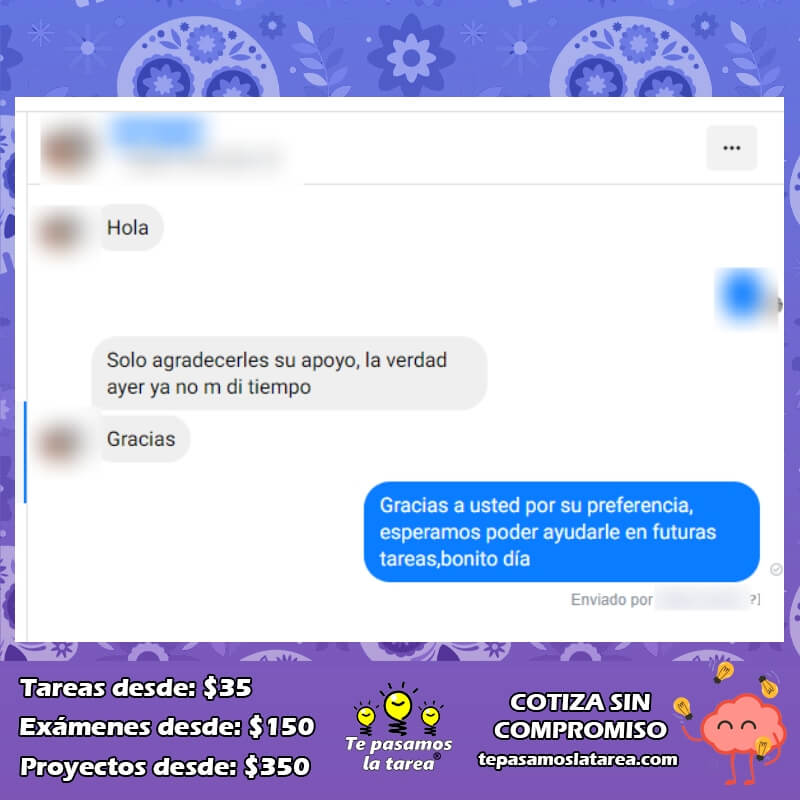 Hola
Solo agradecerles su apoyo, la verdad
ayer ya no m di tiempo
Gracias
Gracias a usted por su preferencia,
esperamos poder ayudarle en futuras
tareas,bonito día
Enviado por ?]
Tareas desde: $35
Exámenes desde: $150
Proyectos desde: $350
Te pasamos
la tarea®
COTIZA SIN
COMPROMISO
tepasamoslatarea.com